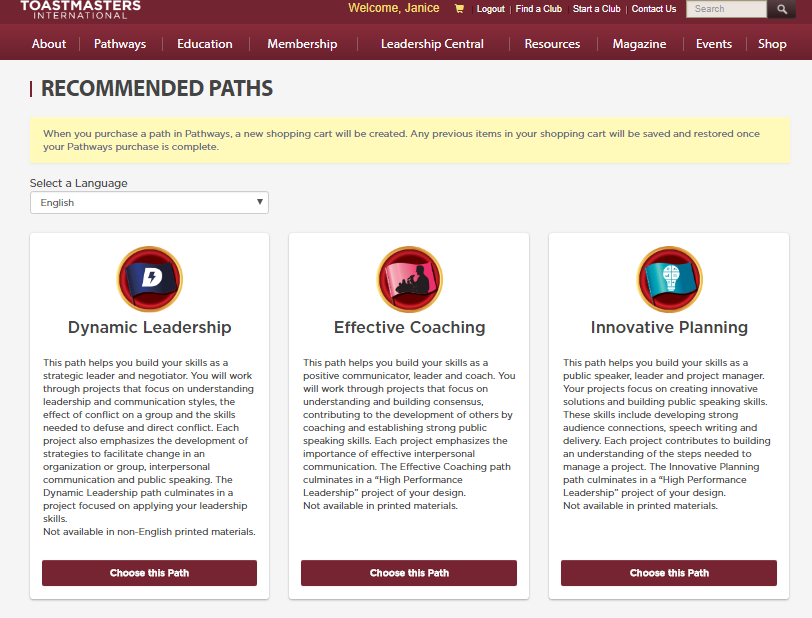 TOASTMASTERS
INTERNATIONAL
Welcome, Janice Logout | Find a Club | Start a Club | Contact Us Search
About Pathways Education Membership Leadership Central Resources Magazine Events Shop
RECOMMENDED PATHS
When you purchase a path in Pathways, a new shopping cart will be created. Any previous items in your shopping cart will be saved and restored once
your Pathways purchase is complete.
Select a Language
English
D
Dynamic Leadership
This path helps you build your skills as a
strategic leader and negotiator. You will work
through projects that focus on understanding
leadership and communication styles, the
effect of conflict on a group and the skills
needed to defuse and direct conflict. Each
project also emphasizes the development of
strategies to facilitate change in an
organization or group, interpersonal
communication and public speaking. The
Dynamic Leadership path culminates in a
project focused on applying your leadership
skills.
Not available in non-English printed materials.
Choose this Path
Effective Coaching
This path helps you build your skills as a
positive communicator, leader and coach. You
will work through projects that focus on
understanding and building consensus,
contributing to the development of others by
coaching and establishing strong public
speaking skills. Each project emphasizes the
importance of effective interpersonal
communication. The Effective Coaching path
culminates in a “High Performance
Leadership” project of your design.
Not available in printed materials.
Choose this Path
Innovative Planning
This path helps you build your skills as a
public speaker, leader and project manager.
Your projects focus on creating innovative
solutions and building public speaking skills.
These skills include developing strong
audience connections, speech writing and
delivery. Each project contributes to building
an understanding of the steps needed to
manage a project. The Innovative Planning
path culminates in a “High Performance
Leadership” project of your design.
Not available in printed materials.
Choose this Path